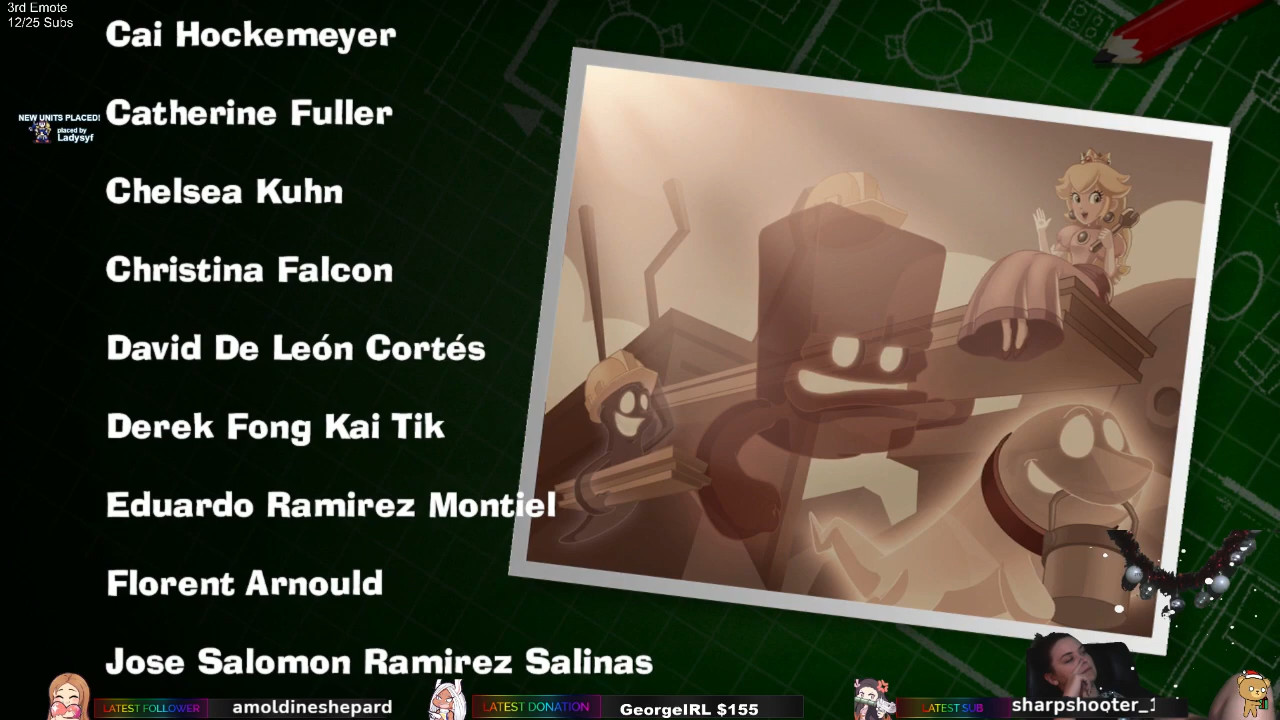 3rd Emote
12/25 Subs
Cai Hockemeyer
NEW UNITS PLACED!
placed by
Ladysyf
Catherine Fuller
Chelsea Kuhn
Christina Falcon
David De León Cortés
Derek Fong Kai Tik
Eduardo Ramirez Montiel
Florent Arnould
Jose Salomon Ramirez Salinas
LATEST FOLLOWER amoldineshepard
LATEST DONATION GeorgeIRL $155
LATEST SUB sharpshooter_1